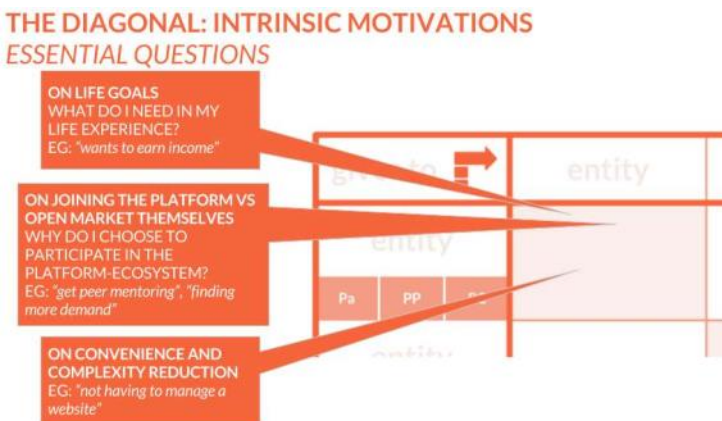 THE DIAGONAL: INTRINSIC MOTIVATIONS
ESSENTIAL QUESTIONS
ON LIFE GOALS
WHAT DO I NEED IN MY
LIFE EXPERIENCE?
EG: "wants to earn income"
ON JOINING THE PLATFORM VS
OPEN MARKET THEMSELVES
WHY DO I CHOOSE TO
PARTICIPATE IN THE
PLATFORM-ECOSYSTEM?
EG: "get peer mentoring", "finding
more demand"
ON CONVENIENCE AND
COMPLEXITY REDUCTION
EG: "not having to manage a
website"
to
entity
entity
Pa PP
entity